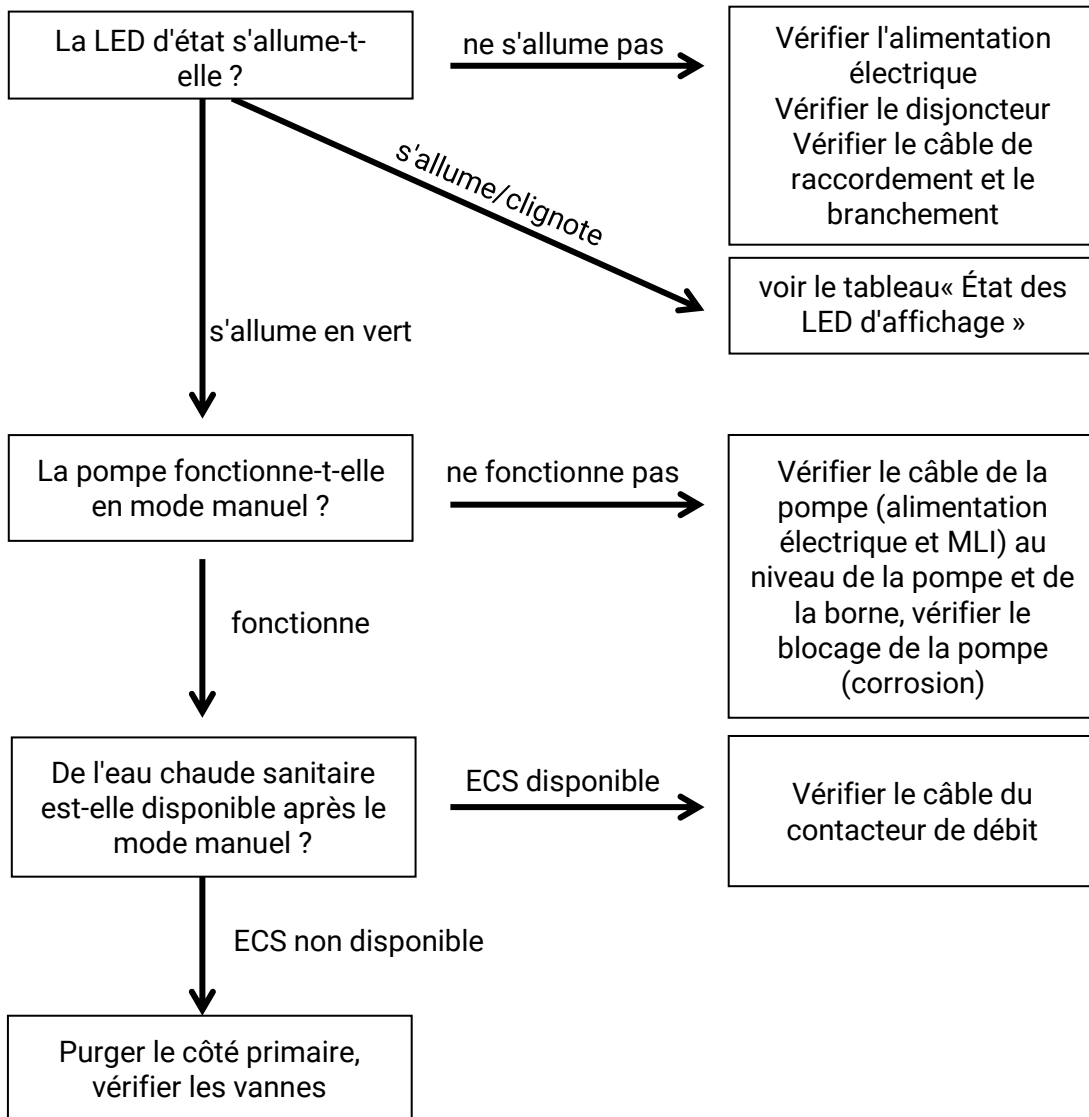 La LED d'état s'allume-t-
elle ?
ne s'allume pas
Vérifier l'alimentation
électrique
Vérifier le disjoncteur
Vérifier le câble de
raccordement et le
branchement
s'allume/clignote
voir le tableau« État des
LED d'affichage »
s'allume en vert
La pompe fonctionne-t-elle
en mode manuel ?
ne fonctionne pas
Vérifier le câble de la
pompe (alimentation
électrique et MLI) au
niveau de la pompe et de
la borne, vérifier le
blocage de la pompe
(corrosion)
fonctionne
De l'eau chaude sanitaire
est-elle disponible après le
mode manuel ?
ECS disponible
Vérifier le câble du
contacteur de débit
ECS non disponible
Purger le côté primaire,
vérifier les vannes